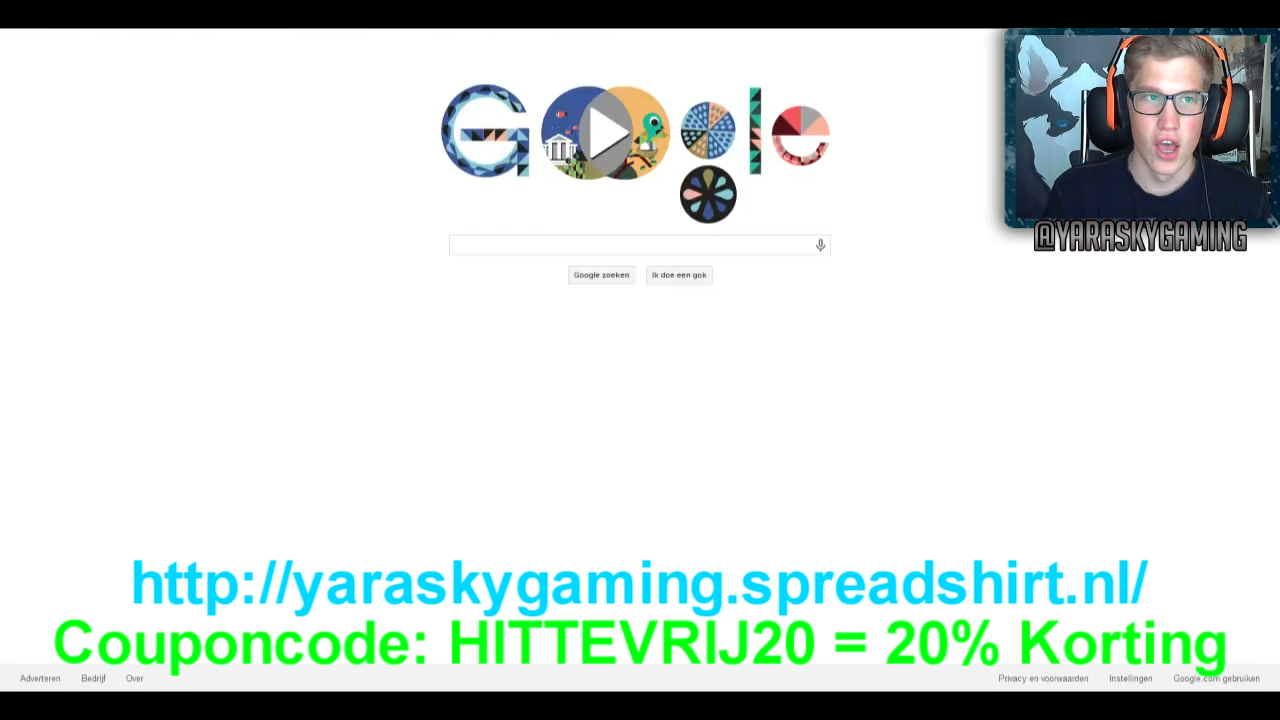 Google
@YARASKYGAMING
Google zoeken
Ik doe een gok
http://yaraskygaming.spreadshirt.nl/
Couponcode: HITTEVRIJ20 = 20% Korting
Adverteren Bedrijf Over Privacy en voorwaarden Instellingen Google.com gebruiken